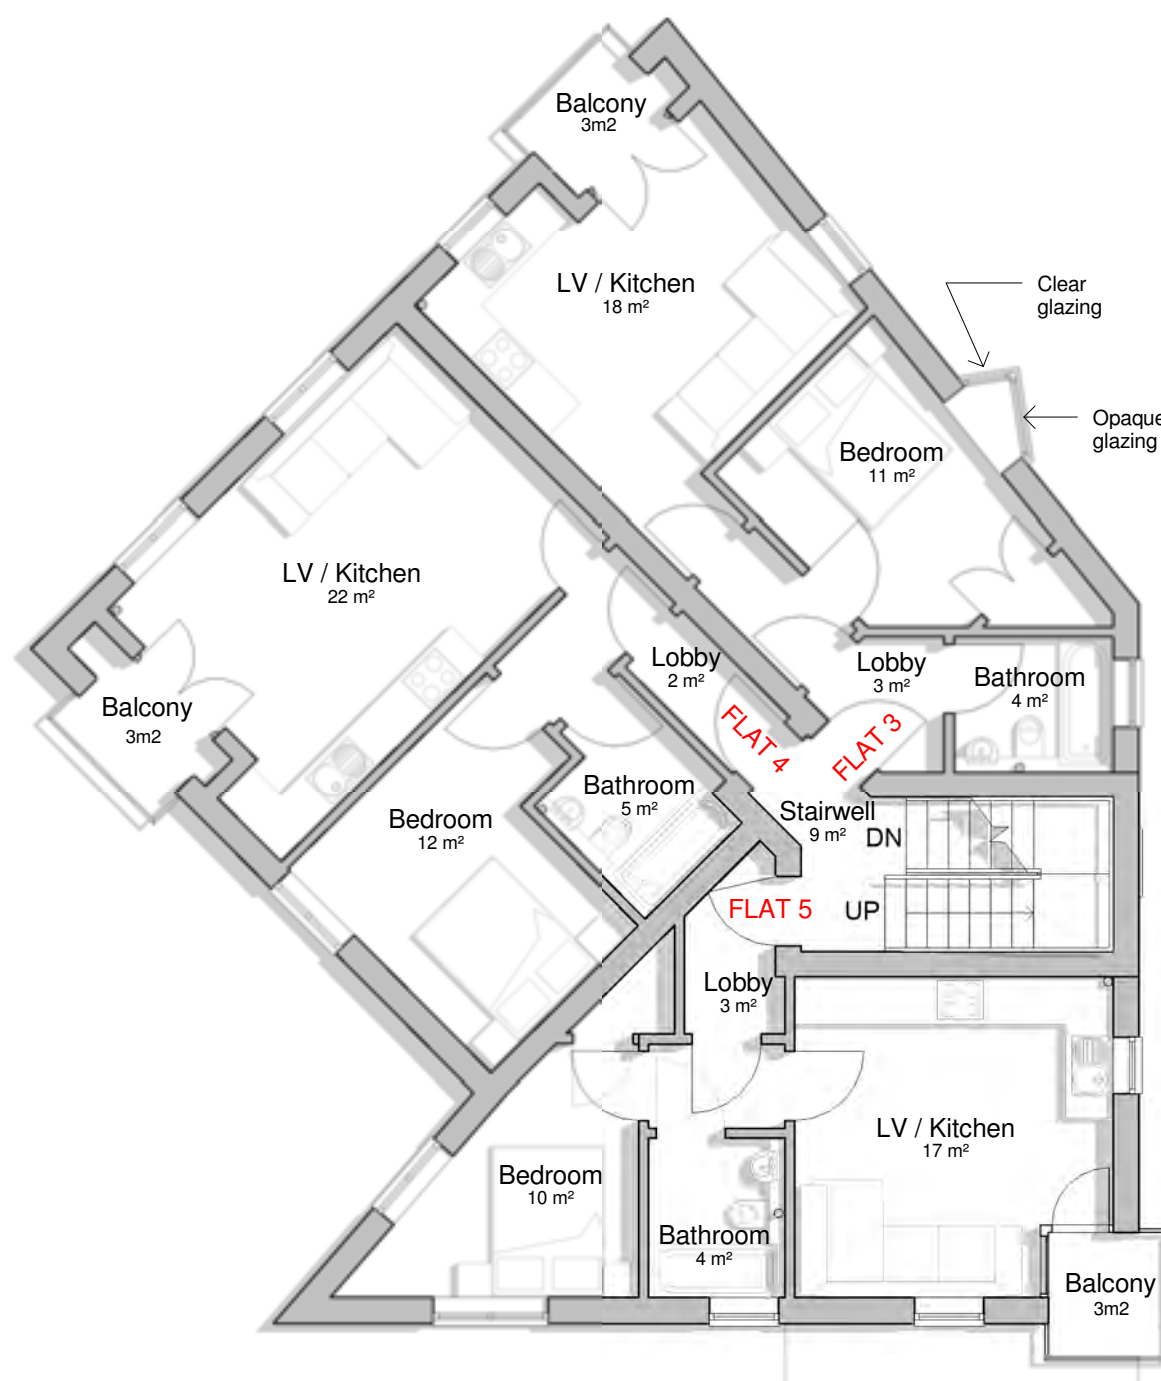 Balcony
3m2
LV / Kitchen
18 m²
Clear
glazing
Opaque
glazing
Bedroom
11 m²
LV / Kitchen
22 m²
Lobby
2 m²
Lobby
3 m²
Bathroom
4 m²
Balcony
3m2
FLAT 4
FLAT 3
Bathroom
5 m²
Bedroom
12 m²
Stairwell
9 m²
DN
UP
FLAT 5
Lobby
3 m²
LV / Kitchen
17 m²
Bedroom
10 m²
Bathroom
4 m²
Balcony
3m2